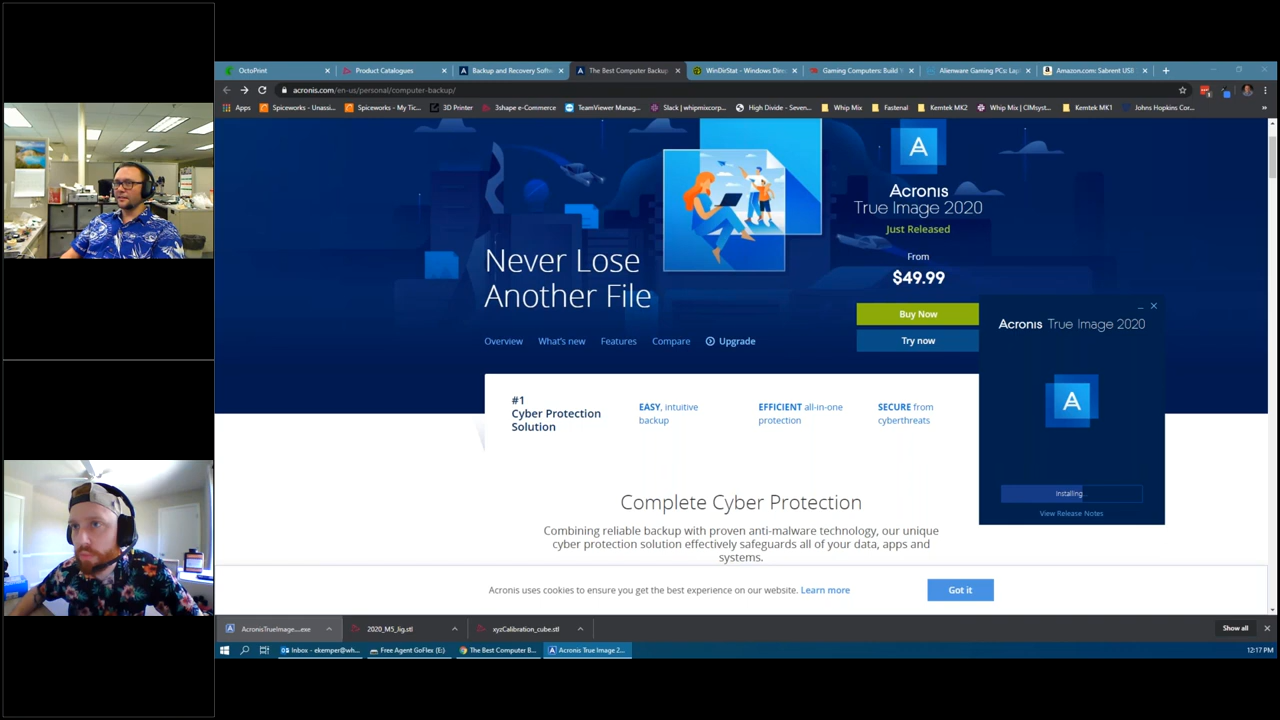 OctoPrint
Product Catalogues
Backup and Recovery Softw
The Best Computer Backup
WinDirStat - Windows Dire
Gaming Computers: Build Y
Alienware Gaming PCs: Lap
Amazon.com: Sabrent USB
acronis.com/en-us/personal/computer-backup/
Apps
Spiceworks - Unassi...
Spiceworks - My Tic...
3D Printer
3shape e-Commerce
TeamViewer Manag...
Slack | whipmixcorp...
High Divide - Seven...
Whip Mix
Fastenal
Kemtek MK2
Whip Mix | CIMsyst...
Kemtek MK1
Johns Hopkins Cor...
»
A
Acronis
True Image 2020
Just Released
From
$49.99
Never Lose
Another File
Buy Now
Try now
Overview
What's new
Features
Compare
Upgrade
Acronis True Image 2020
A
Installing...
View Release Notes
#1
Cyber Protection
Solution
EASY, intuitive
backup
EFFICIENT all-in-one
protection
SECURE from
cyberthreats
Complete Cyber Protection
Combining reliable backup with proven anti-malware technology, our unique
cyber protection solution effectively safeguards all of your data, apps and
systems.
Acronis uses cookies to ensure you get the best experience on our website. Learn more
Got it
AcronisTrueImage....exe
2020_M5_Jig.stl
xyzCalibration_cube.stl
Show all
Inbox - ekemper@wh...
Free Agent GoFlex (E:)
The Best Computer B...
Acronis True Image 2...
12:17 PM